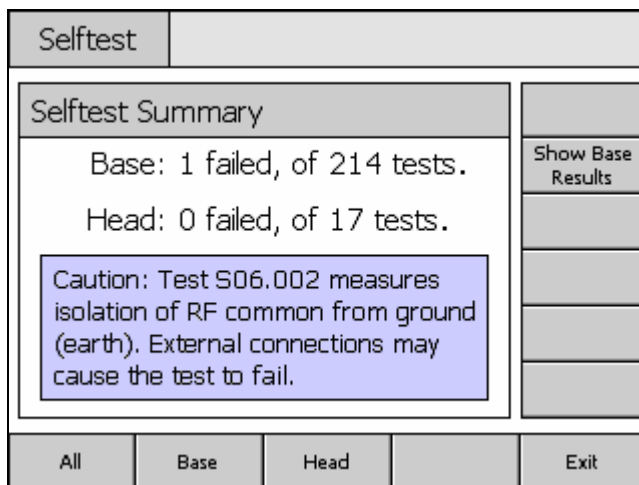 Selftest
Selftest Summary
Base: 1 failed, of 214 tests.
Head: 0 failed, of 17 tests.
Caution: Test S06.002 measures
isolation of RF common from ground
(earth). External connections may
cause the test to fail.
Show Base
Results
All
Base
Head
Exit